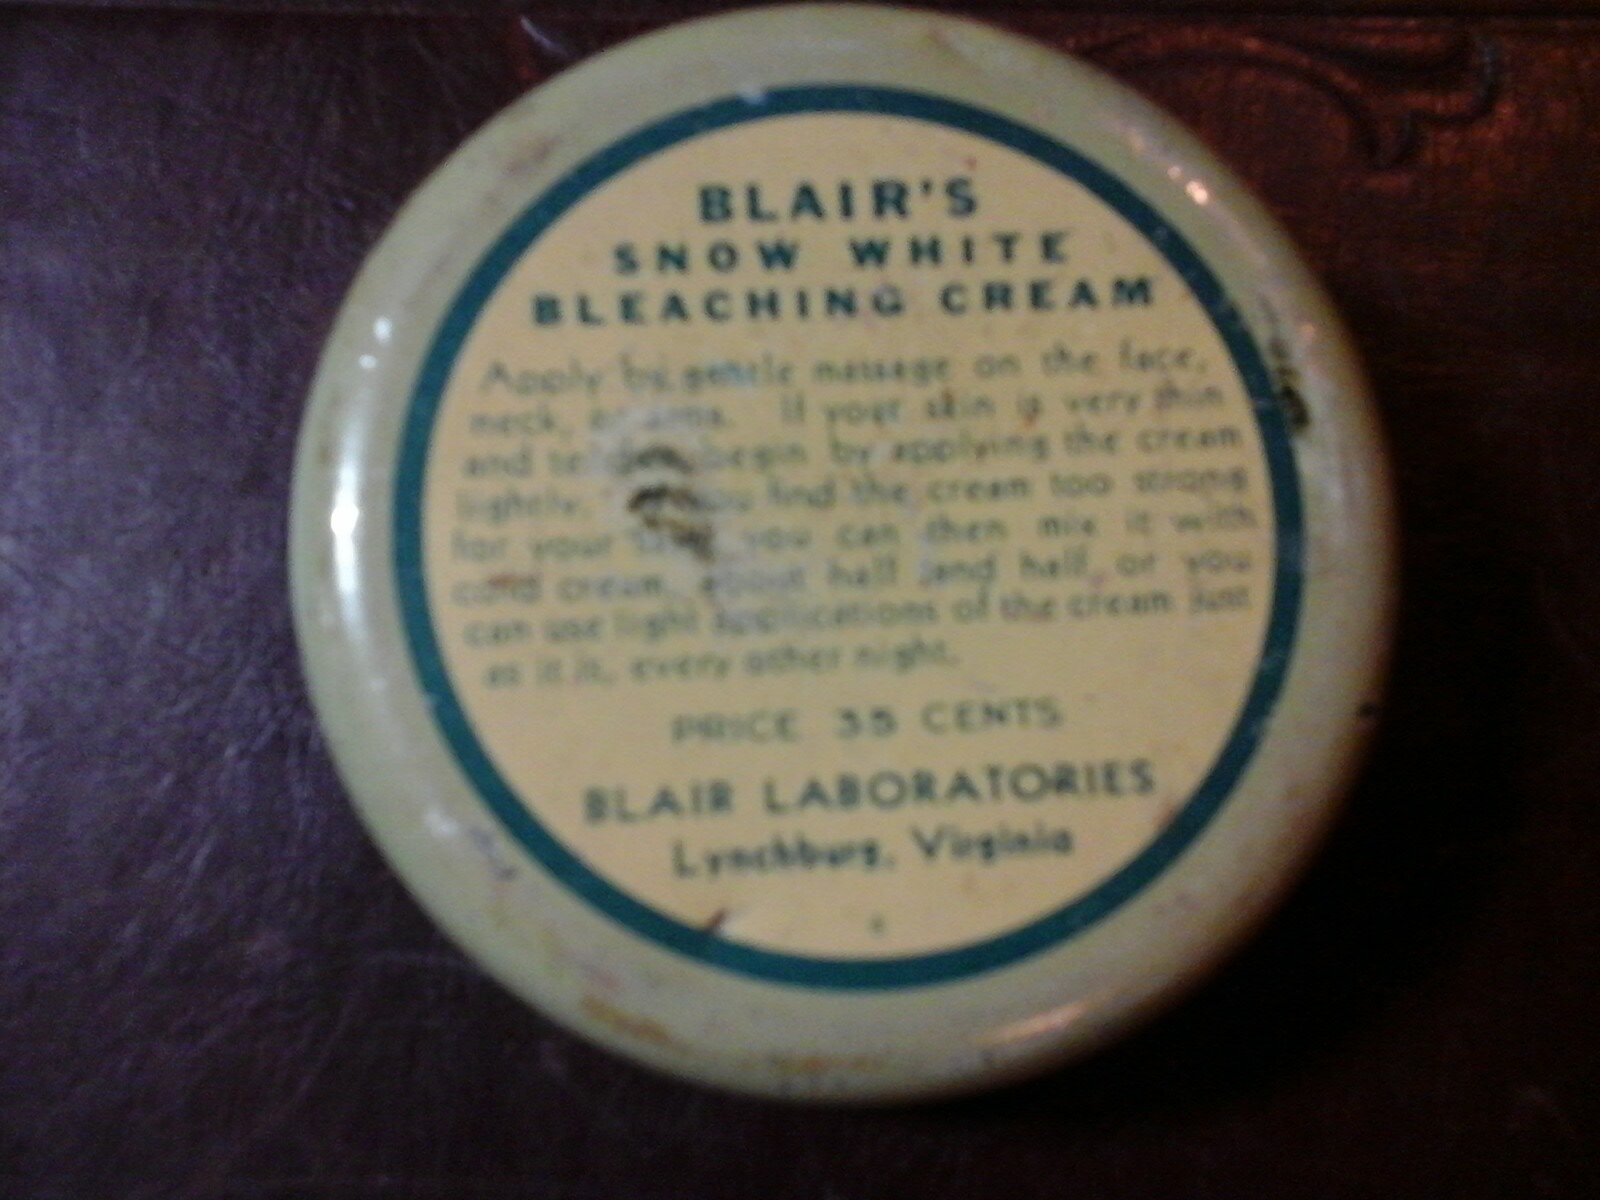 BLAIR'S
SNOW WHITE
BLEACHING CREAM
Apply by gentle massage on the face,
neck, or arms. If your skin is very thin
and begin by applying the cream
lightly. you find the cream too strong
for your you can then mix it with
cold cream, about half and half, or you
can use light applications of the cream just
as it is, every other night.
PRICE 35 CENTS
BLAIR LABORATORIES
Lynchburg, Virginia